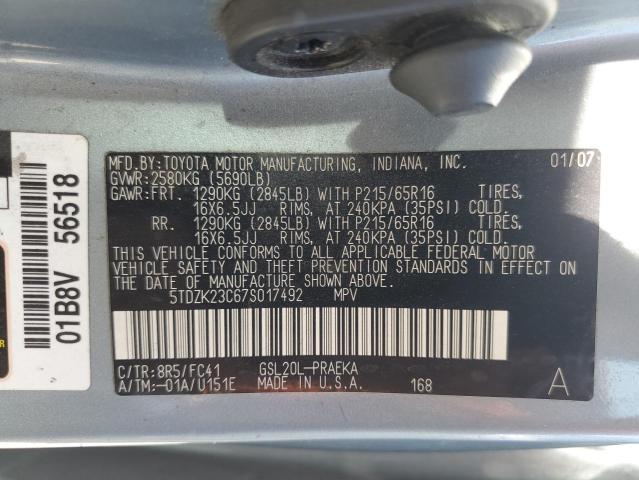 MFD.BY:TOYOTA MOTOR MANUFACTURING, INDIANA, INC. 01/07
GVWR:2580KG (5690LB)
GAWR:FRT. 1290KG (2845LB) WITH P215/65R16 TIRES,
16X6.5JJ RIMS, AT 240KPA (35PSI) COLD.
RR. 1290KG (2845LB) WITH P215/65R16 TIRES,
16X6.5JJ RIMS, AT 240KPA (35PSI) COLD.
THIS VEHICLE CONFORMS TO ALL APPLICABLE FEDERAL MOTOR
VEHICLE SAFETY AND THEFT PREVENTION STANDARDS IN EFFECT ON
THE DATE OF MANUFACTURE SHOWN ABOVE.
5TDZK23C67S017492 MPV
C/TR:8R5/FC41 GSL20L-PRAEKA
A/TM:-01A/U151E MADE IN U.S.A. 168 A
01B8V 56518